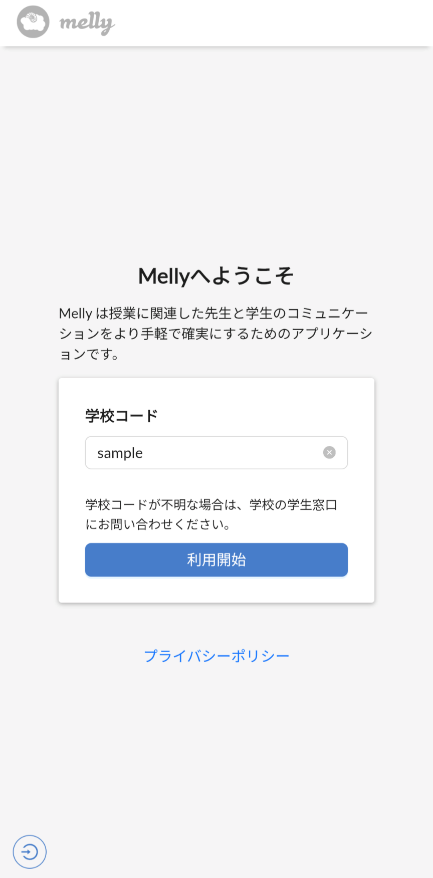 melly
Mellyへようこそ
Melly は授業に関連した先生と学生のコミュニケー
ションをより手軽で確実にするためのアプリケーシ
ョンです。
学校コード
sample
学校コードが不明な場合は、学校の学生窓口
にお問い合わせください。
利用開始
プライバシーポリシー